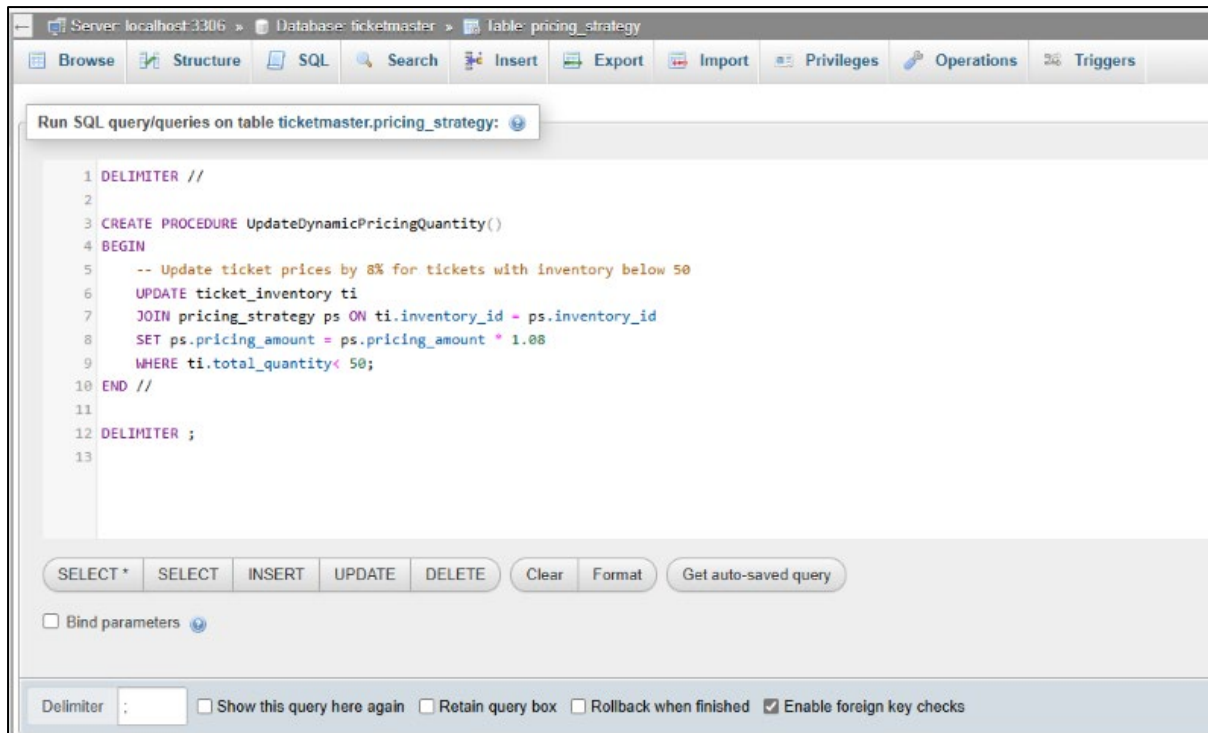 Server: localhost:3306 » Database: ticketmaster » Table: pricing_strategy
Browse Structure SQL Search Insert Export Import Privileges Operations Triggers
Run SQL query/queries on table ticketmaster.pricing_strategy:
1 DELIMITER //
2
3 CREATE PROCEDURE UpdateDynamicPricingQuantity()
4 BEGIN
5 -- Update ticket prices by 8% for tickets with inventory below 50
6 UPDATE ticket_inventory ti
7 JOIN pricing_strategy ps ON ti.inventory_id = ps.inventory_id
8 SET ps.pricing_amount = ps.pricing_amount * 1.08
9 WHERE ti.total_quantity< 50;
10 END //
11
12 DELIMITER ;
13
SELECT * SELECT INSERT UPDATE DELETE Clear Format Get auto-saved query
Bind parameters
Delimiter ; Show this query here again Retain query box Rollback when finished Enable foreign key checks